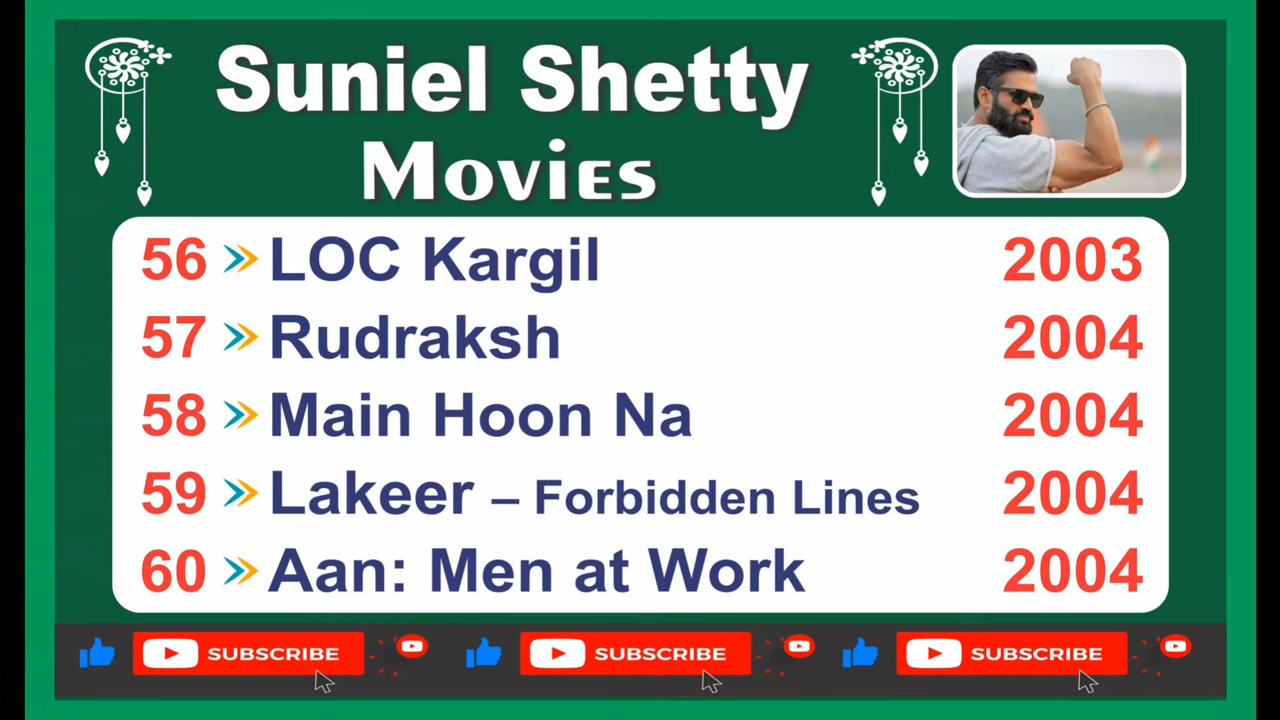 Suniel Shetty
Movies
56 LOC Kargil 2003
57 Rudraksh 2004
58 Main Hoon Na 2004
59 Lakeer – Forbidden Lines 2004
60 Aan: Men at Work 2004
SUBSCRIBE SUBSCRIBE SUBSCRIBE